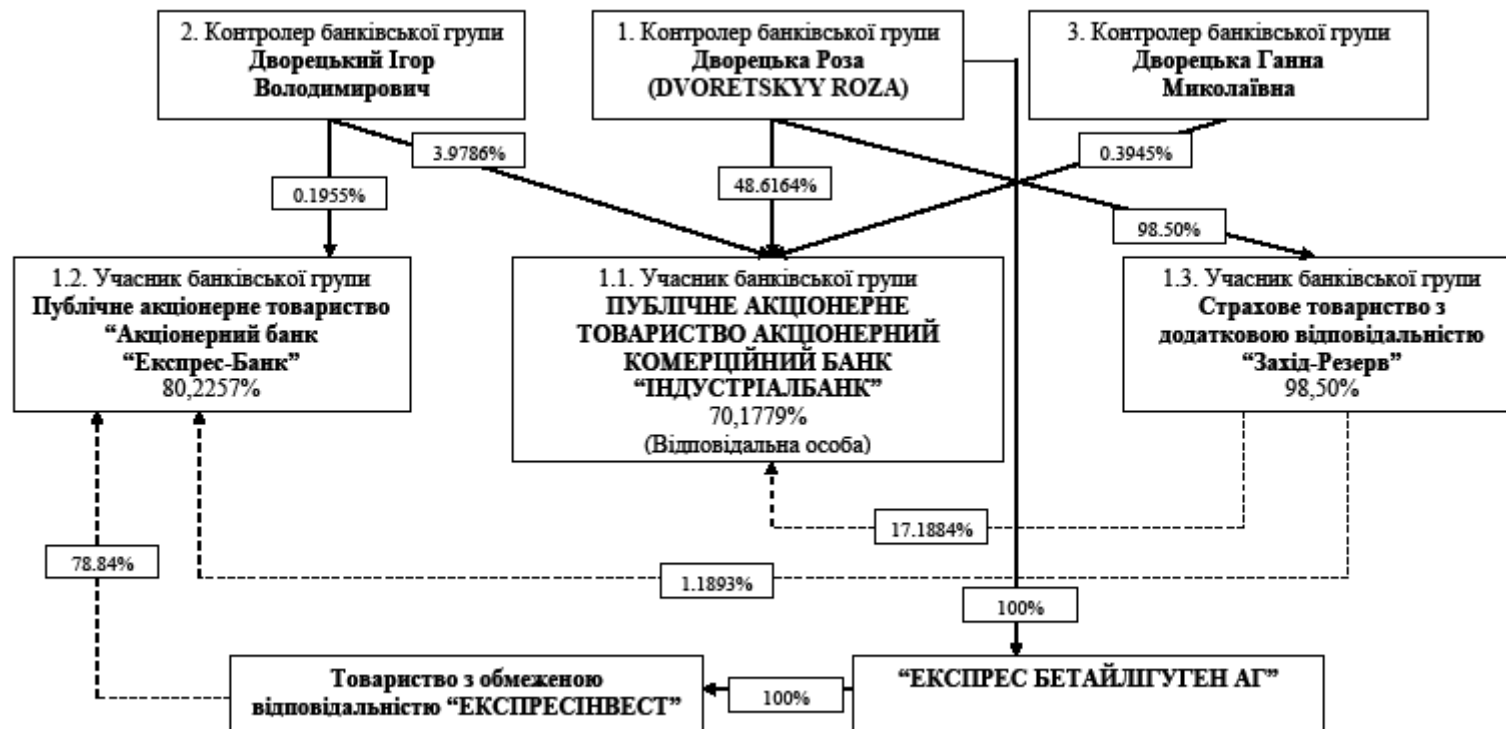 2. Контролер банківської групи
Дворецький Ігор
Володимирович
1. Контролер банківської групи
Дворецька Роза
(DVORETSKYY ROZA)
3. Контролер банківської групи
Дворецька Ганна
Миколаївна
3.9786%
0.3945%
0.1955%
48.6164%
98.50%
1.2. Учасник банківської групи
Публічне акціонерне товариство
“Акціонерний банк
“Експрес-Банк”
80,2257%
1.1. Учасник банківської групи
ПУБЛІЧНЕ АКЦІОНЕРНЕ
ТОВАРИСТВО АКЦІОНЕРНИЙ
КОМЕРЦІЙНИЙ БАНК
“ІНДУСТРІАЛБАНК”
70,1779%
(Відповідальна особа)
1.3. Учасник банківської групи
Страхове товариство з
додатковою відповідальністю
“Захід-Резерв”
98,50%
17.1884%
78.84%
1.1893%
100%
Товариство з обмеженою
відповідальністю “ЕКСПРЕСІНВЕСТ”
100%
“ЕКСПРЕС БЕТАЙЛІГУГЕН АГ”